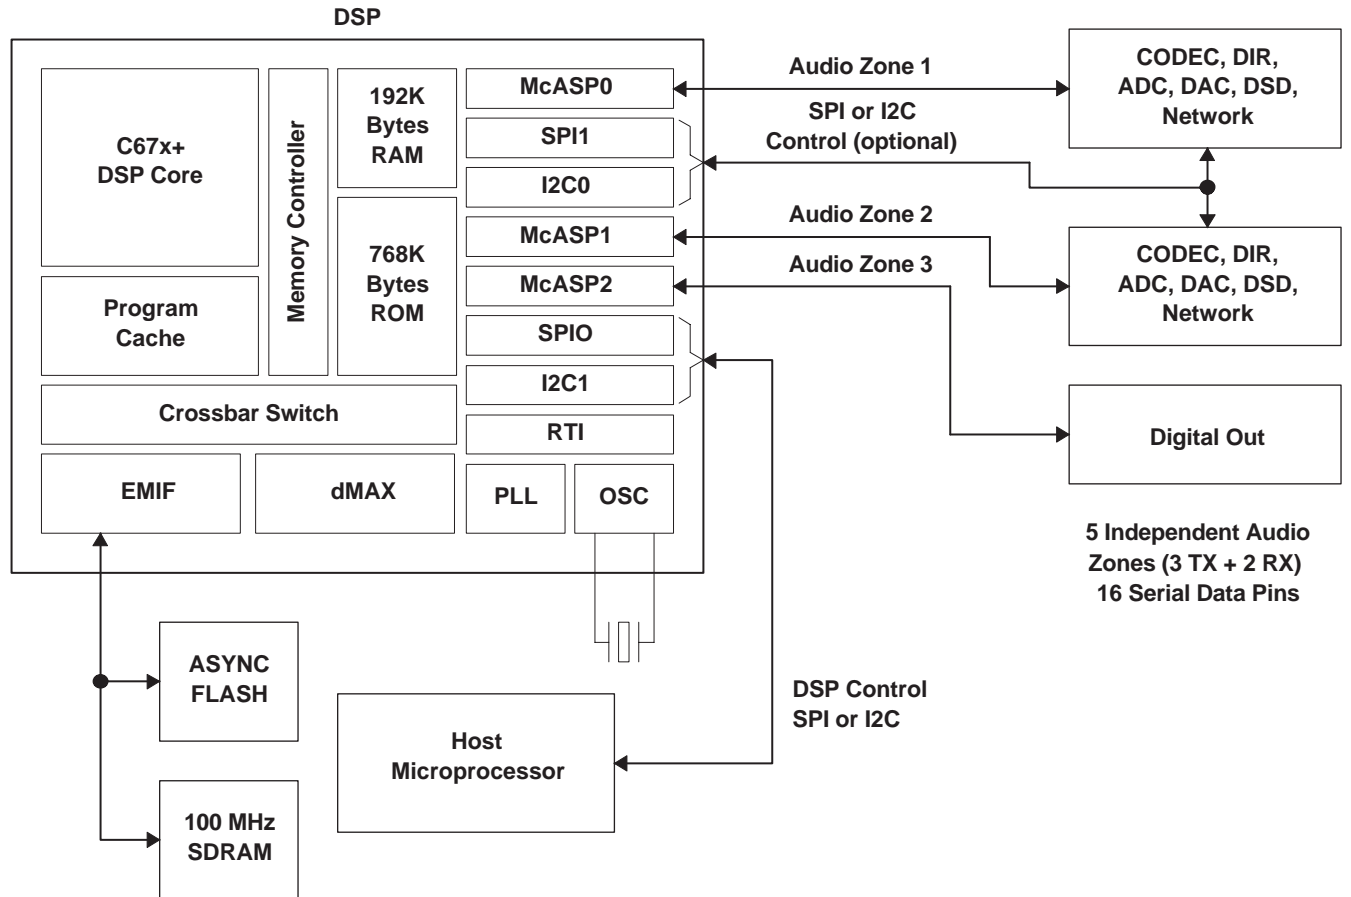 DSP
C67x+
DSP Core
Program
Cache
Memory Controller
192K
Bytes
RAM
768K
Bytes
ROM
McASP0
SPI1
I2C0
McASP1
McASP2
SPIO
I2C1
RTI
Crossbar Switch
EMIF
dMAX
PLL
OSC
Audio Zone 1
SPI or I2C
Control (optional)
Audio Zone 2
Audio Zone 3
CODEC, DIR,
ADC, DAC, DSD,
Network
CODEC, DIR,
ADC, DAC, DSD,
Network
Digital Out
5 Independent Audio
Zones (3 TX + 2 RX)
16 Serial Data Pins
ASYNC
FLASH
100 MHz
SDRAM
Host
Microprocessor
DSP Control
SPI or I2C